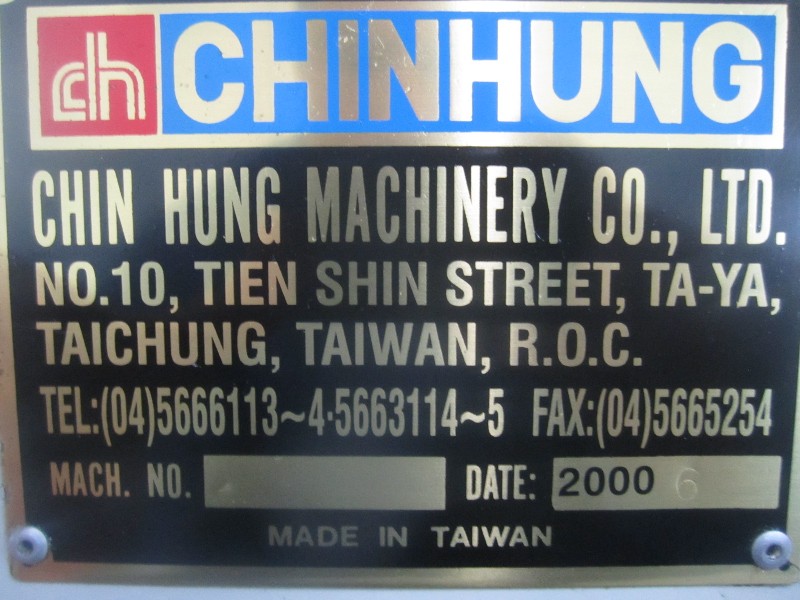 ch CHINHUNG
CHIN HUNG MACHINERY CO., LTD.
NO.10, TIEN SHIN STREET, TA-YA,
TAICHUNG, TAIWAN, R.O.C.
TEL:(04)5666113~4·5663114~5 FAX:(04)5665254
MACH. NO. DATE: 2000 6
MADE IN TAIWAN